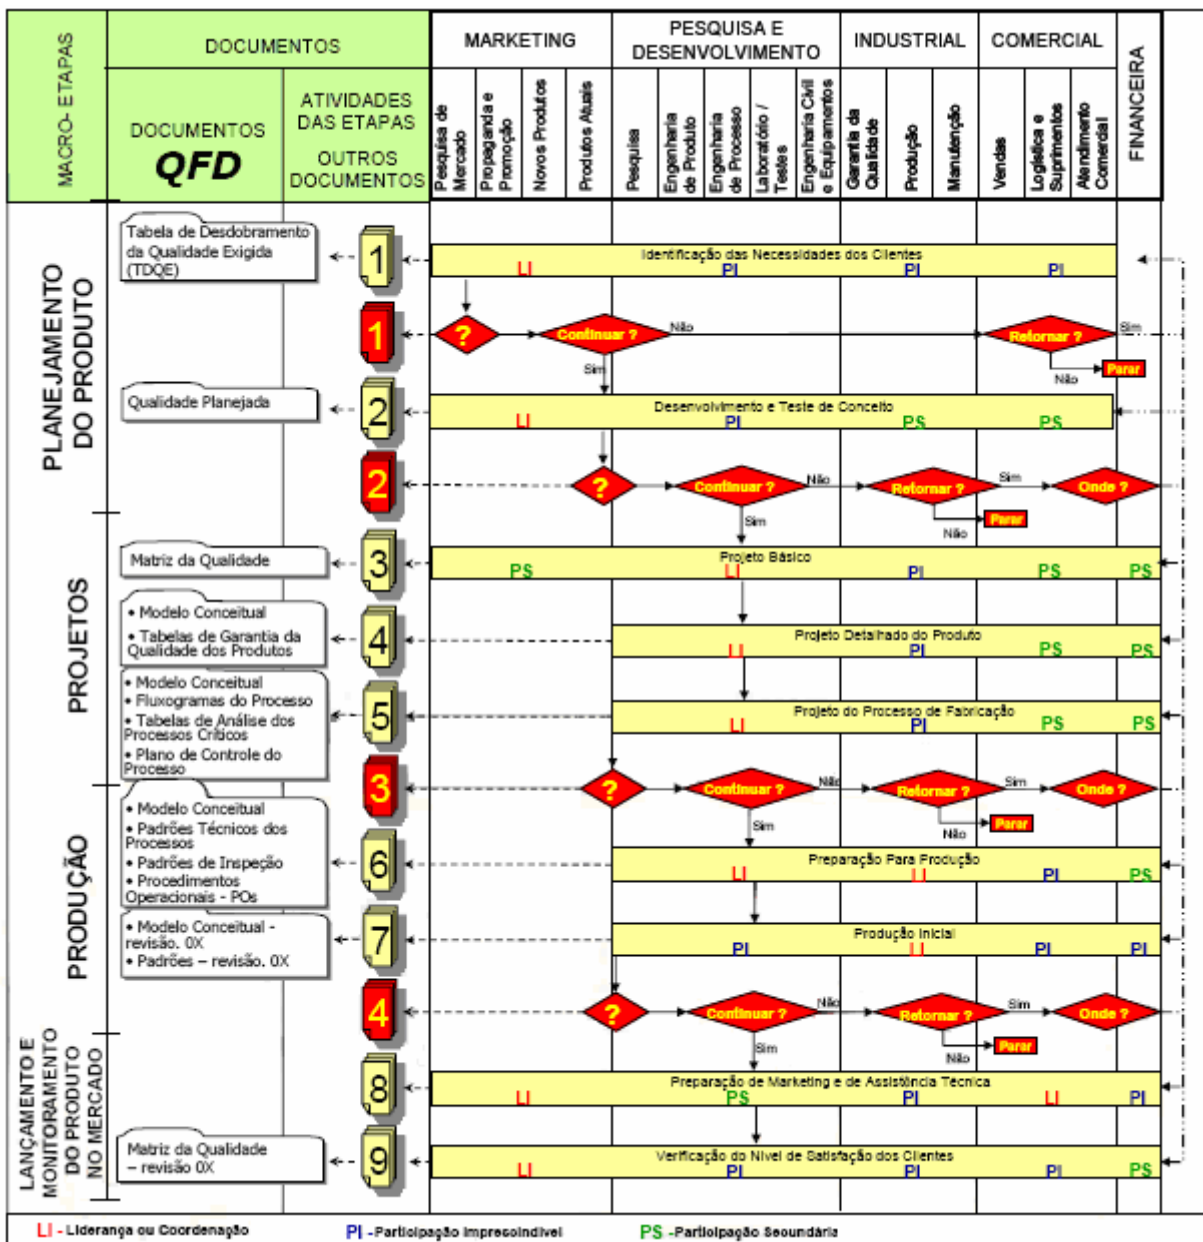 MACRO- ETAPAS
DOCUMENTOS
DOCUMENTOS
QFD
ATIVIDADES
DAS ETAPAS
OUTROS
DOCUMENTOS
MARKETING
PESQUISA E
DESENVOLVIMENTO
INDUSTRIAL
COMERCIAL
FINANCEIRA
Pesquisa de
Mercado
Propaganda e
Promoção
Novos Produtos
Produtos Atuais
Pesquisa
Engenharia
de Produto
Engenharia
de Processo
Laboratório /
Testes
Engenharia Civil
e Equipamentos
Garantia da
Qualidade
Produção
Manutenção
Vendas
Logística e
Suprimentos
Atendimento
Comercial
PLANEJAMENTO
DO PRODUTO
Tabela de Desdobramento
da Qualidade Exigida
(TDQE)
1
Identificação das Necessidades dos Clientes
LI
PI
PI
PI
1
?
Continuar ?
Não
Retornar ?
Sim
Sim
Não
Parar
Qualidade Planejada
2
Desenvolvimento e Teste de Conceito
LI
PI
PS
PS
2
?
Continuar ?
Não
Retornar ?
Sim
Onde ?
Sim
Não
Parar
PROJETOS
Matriz da Qualidade
3
Projeto Básico
PS
LI
PI
PS
PS
• Modelo Conceitual
• Tabelas de Garantia da
Qualidade dos Produtos
4
Projeto Detalhado do Produto
LI
PI
PS
PS
• Modelo Conceitual
• Fluxogramas do Processo
• Tabelas de Análise dos
Processos Críticos
• Plano de Controle do
Processo
5
Projeto do Processo de Fabricação
LI
PI
PS
PS
3
?
Continuar ?
Não
Retornar ?
Sim
Onde ?
Sim
Não
Parar
PRODUÇÃO
• Modelo Conceitual
• Padrões Técnicos dos
Processos
• Padrões de Inspeção
• Procedimentos
Operacionais - POs
6
Preparação Para Produção
LI
LI
PI
PS
• Modelo Conceitual -
revisão. 0X
• Padrões – revisão. 0X
7
Produção Inicial
PI
LI
PI
PI
4
?
Continuar ?
Não
Retornar ?
Sim
Onde ?
Sim
Não
Parar
LANÇAMENTO E
MONITORAMENTO
DO PRODUTO
NO MERCADO
8
Preparação de Marketing e de Assistência Técnica
LI
PS
PI
LI
PI
Matriz da Qualidade
– revisão 0X
9
Verificação do Nível de Satisfação dos Clientes
LI
PI
PI
PI
PS
LI - Liderança ou Coordenação
PI -Participação Imprescindível
PS -Participação Secundária